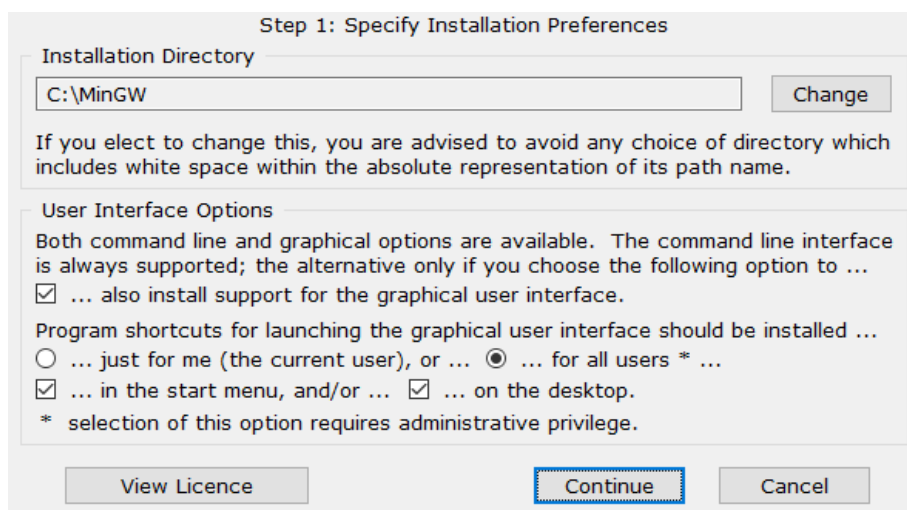 Step 1: Specify Installation Preferences
Installation Directory
C:\MinGW
Change
If you elect to change this, you are advised to avoid any choice of directory which
includes white space within the absolute representation of its path name.
User Interface Options
Both command line and graphical options are available.  The command line interface
is always supported; the alternative only if you choose the following option to ...
... also install support for the graphical user interface.
Program shortcuts for launching the graphical user interface should be installed ...
... just for me (the current user), or ... ... for all users * ...
... in the start menu, and/or ... ... on the desktop.
* selection of this option requires administrative privilege.
View Licence
Continue
Cancel